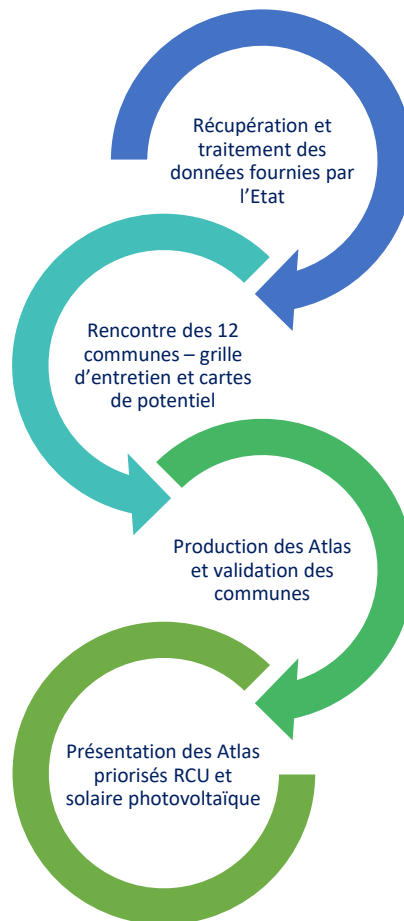 Récupération et
traitement des
données fournies par
l’Etat
Rencontre des 12
communes – grille
d’entretien et cartes
de potentiel
Production des Atlas
et validation des
communes
Présentation des Atlas
priorisés RCU et
solaire photovoltaïque